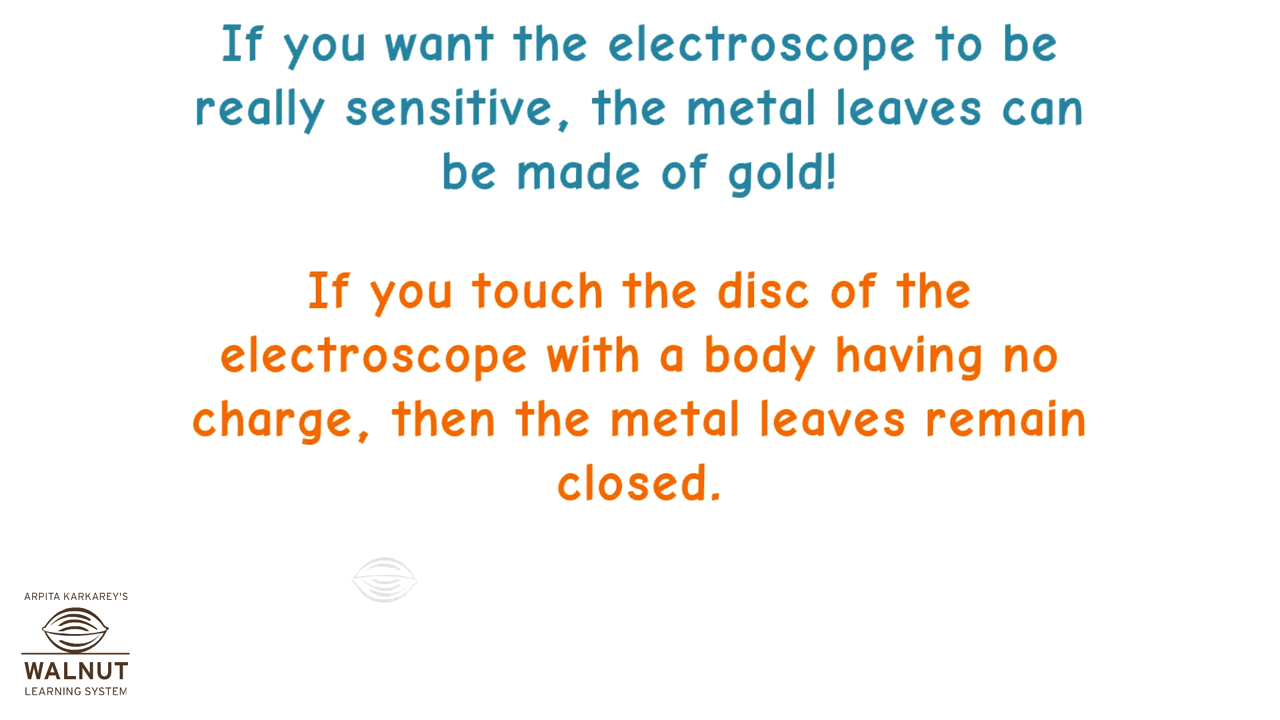 If you want the electroscope to be
really sensitive, the metal leaves can
be made of gold!
If you touch the disc of the
electroscope with a body having no
charge, then the metal leaves remain
closed.
ARPITA KARKAREY'S
WALNUT
LEARNING SYSTEM